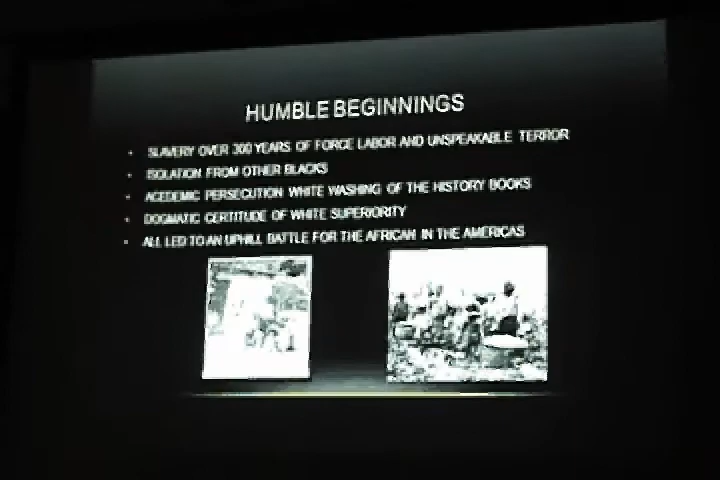 HUMBLE BEGINNINGS
• SLAVERY OVER 300 YEARS OF FORCE LABOR AND UNSPEAKABLE TERROR
• ISOLATION FROM OTHER BLACKS
• ACEDEMIC PERSECUTION WHITE WASHING OF THE HISTORY BOOKS
• DOGMATIC CERTITUDE OF WHITE SUPERIORITY
• ALL LED TO AN UPHILL BATTLE FOR THE AFRICAN IN THE AMERICAS